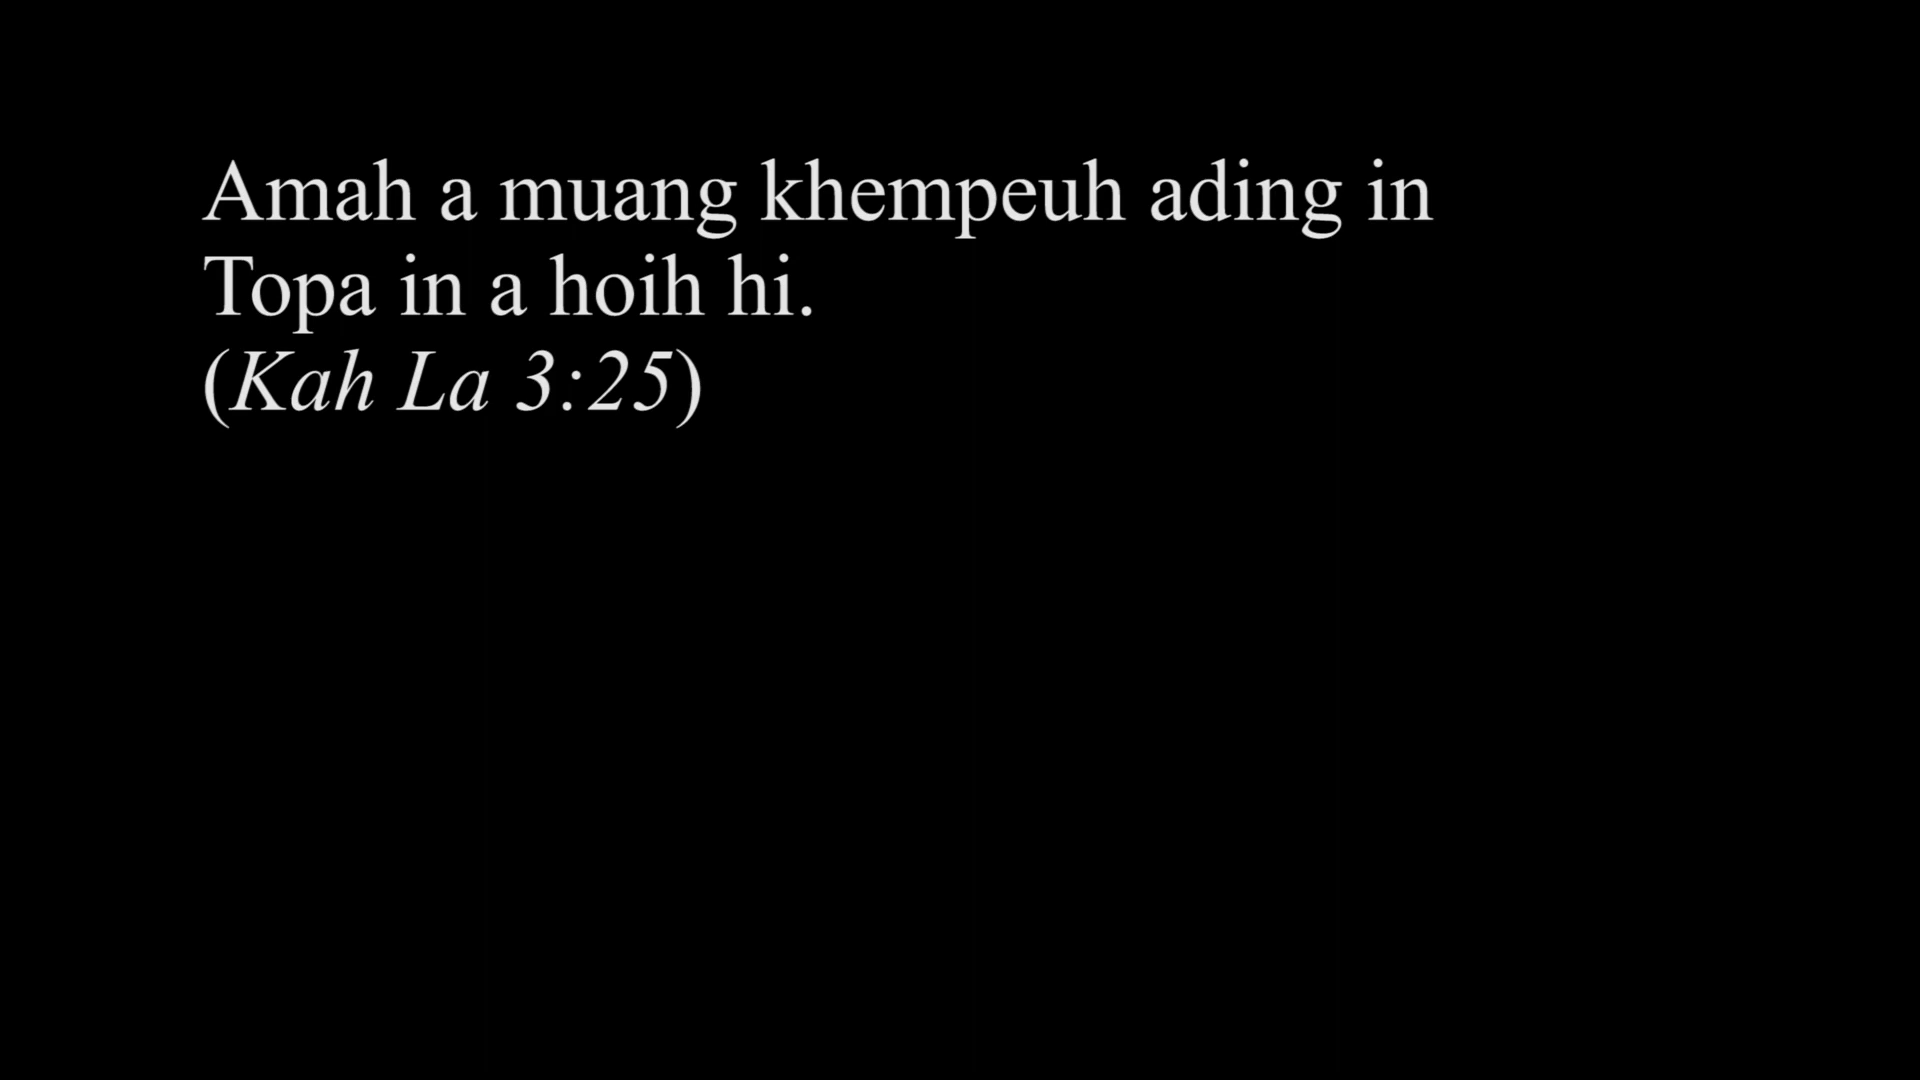 Amah a muang khempeuh ading in
Topa in a hoih hi.
(Kah La 3:25)